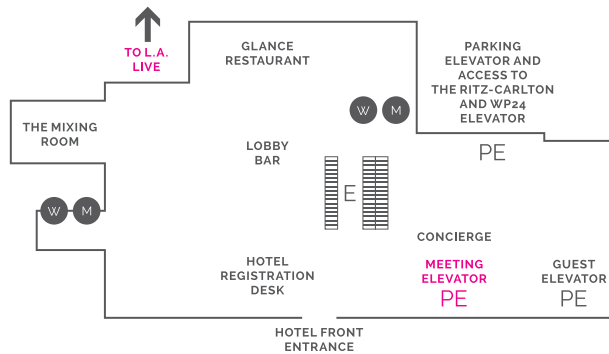 TO L.A.
LIVE
GLANCE
RESTAURANT
PARKING
ELEVATOR AND
ACCESS TO
THE RITZ-CARLTON
AND WP24
ELEVATOR
PE
W M
THE MIXING
ROOM
LOBBY
BAR
E
W M
CONCIERGE
HOTEL
REGISTRATION
DESK
MEETING
ELEVATOR
PE
GUEST
ELEVATOR
PE
HOTEL FRONT
ENTRANCE